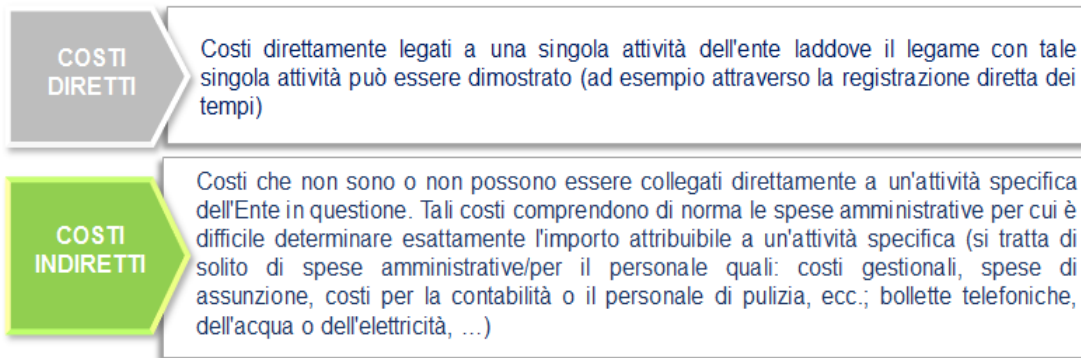 COSTI
DIRETTI
Costi direttamente legati a una singola attività dell'ente laddove il legame con tale
singola attività può essere dimostrato (ad esempio attraverso la registrazione diretta dei
tempi)
COSTI
INDIRETTI
Costi che non sono o non possono essere collegati direttamente a un'attività specifica
dell'Ente in questione. Tali costi comprendono di norma le spese amministrative per cui è
difficile determinare esattamente l'importo attribuibile a un'attività specifica (si tratta di
solito di spese amministrative/per il personale quali: costi gestionali, spese di
assunzione, costi per la contabilità o il personale di pulizia, ecc.; bollette telefoniche,
dell'acqua o dell'elettricità, …)